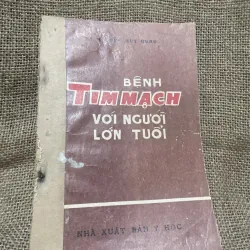 BỆNH
TIM MẠCH
VỚI NGƯỜI
LỚN TUỔI
NHÀ XUẤT BẢN Y HỌC